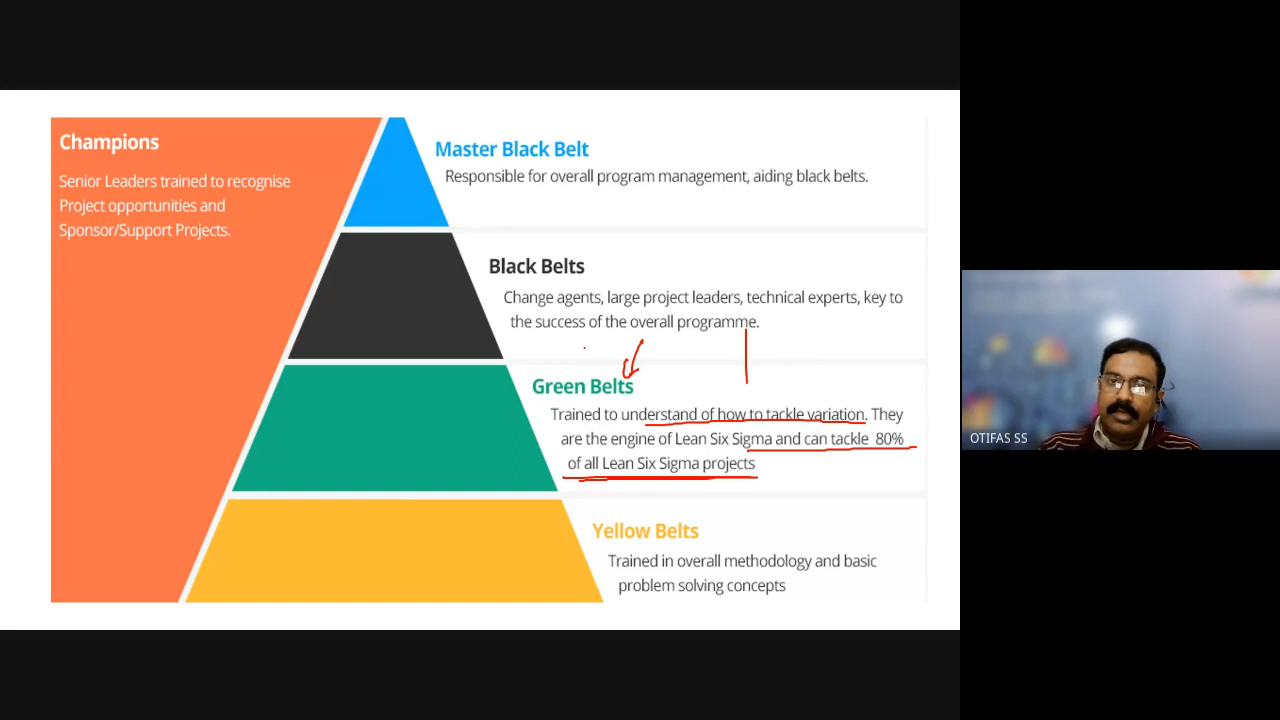 Champions
Senior Leaders trained to recognise
Project opportunities and
Sponsor/Support Projects.
Master Black Belt
Responsible for overall program management, aiding black belts.
Black Belts
Change agents, large project leaders, technical experts, key to
the success of the overall programme.
Green Belts
Trained to understand of how to tackle variation. They
are the engine of Lean Six Sigma and can tackle 80%
of all Lean Six Sigma projects
Yellow Belts
Trained in overall methodology and basic
problem solving concepts
OTIFAS SS